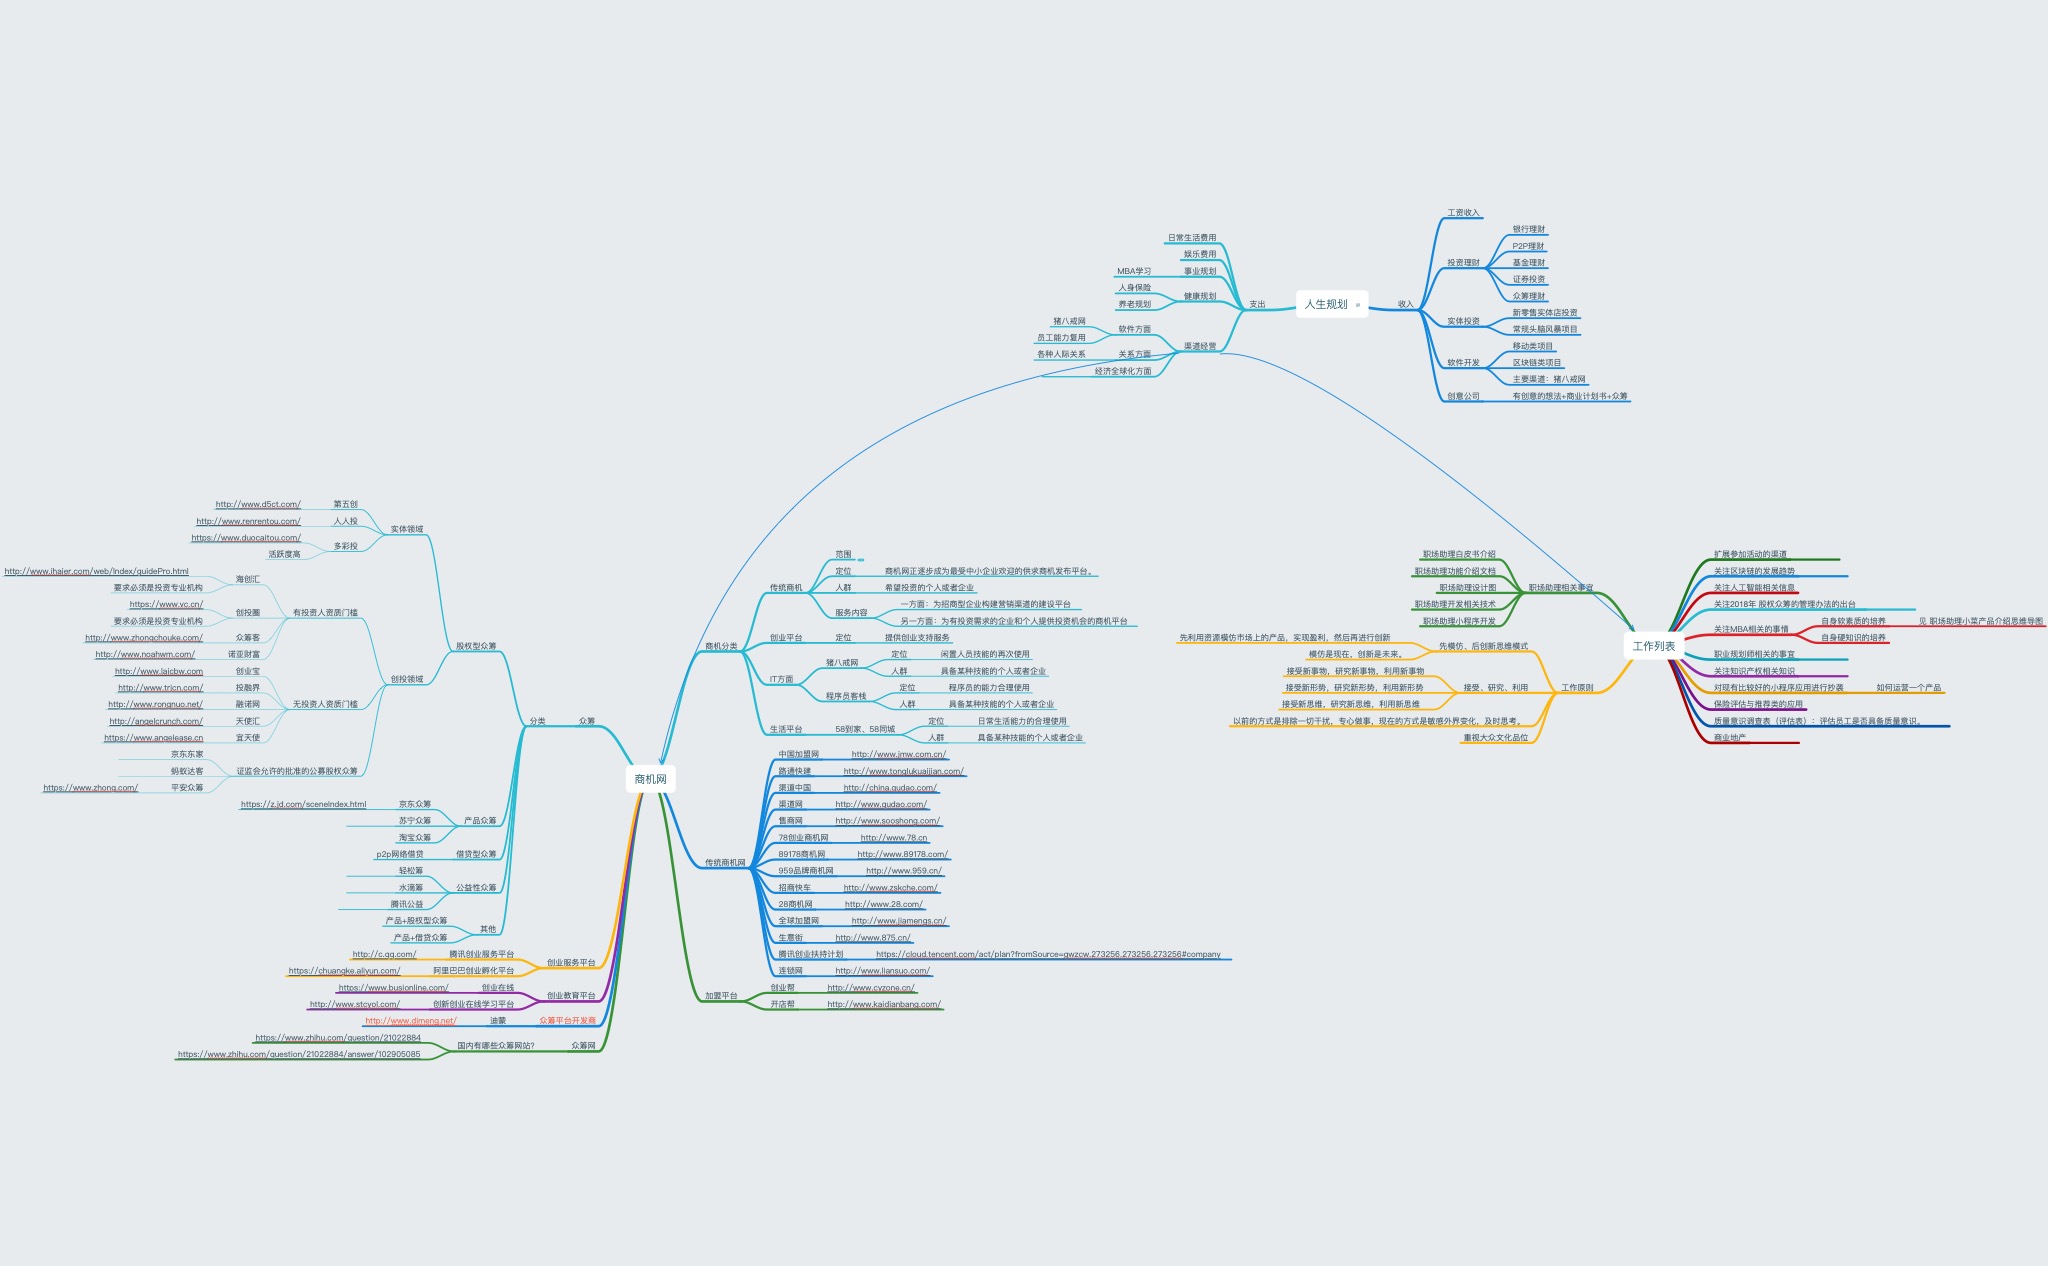 人生规划
收入
工资收入
投资理财
银行理财
P2P理财
基金理财
证券投资
众筹理财
实体投资
新零售实体店投资
常规头脑风暴项目
软件开发
移动类项目
区块链类项目
主要渠道：猪八戒网
创意公司
有创意的想法+商业计划书+众筹
支出
日常生活费用
娱乐费用
事业规划
MBA学习
健康规划
人身保险
养老规划
渠道经营
软件方面
猪八戒网
员工能力复用
关系方面
各种人际关系
经济全球化方面
商机网
商机分类
传统商机
范围
定位
商机网正逐步成为最受中小企业欢迎的供求商机发布平台。
人群
希望投资的个人或者企业
服务内容
一方面：为招商型企业构建营销渠道的建设平台
另一方面：为有投资需求的企业和个人提供投资机会的商机平台
创业平台
定位
提供创业支持服务
IT方面
猪八戒网
定位
闲置人员技能的再次使用
人群
具备某种技能的个人或者企业
程序员客栈
定位
程序员的能力合理使用
人群
具备某种技能的个人或者企业
生活平台
58到家、58同城
定位
日常生活能力的合理使用
人群
具备某种技能的个人或者企业
传统商机网
中国加盟网
http://www.jmw.com.cn/
路通快建
http://www.tonglukuaijian.com/
渠道中国
http://china.qudao.com/
渠道网
http://www.qudao.com/
售商网
http://www.sooshong.com/
78创业商机网
http://www.78.cn
89178商机网
http://www.89178.com/
959品牌商机网
http://www.959.cn/
招商快车
http://www.zskche.com/
28商机网
http://www.28.com/
全球加盟网
http://www.jiamengs.cn/
生意街
http://www.875.cn/
腾讯创业扶持计划
https://cloud.tencent.com/act/plan?fromSource=gwzcw.273256.273256.273256#company
连锁网
http://www.liansuo.com/
加盟平台
创业帮
http://www.cyzone.cn/
开店帮
http://www.kaidianbang.com/
众筹
分类
股权型众筹
实体领域
第五创
http://www.d5ct.com/
人人投
http://www.renrentou.com/
多彩投
https://www.duocaitou.com/
活跃度高
创投领域
有投资人资质门槛
海创汇
http://www.ihaier.com/web/Index/guidePro.html
要求必须是投资专业机构
创投圈
https://www.vc.cn/
要求必须是投资专业机构
众筹客
http://www.zhongchouke.com/
诺亚财富
http://www.noahwm.com/
无投资人资质门槛
创业宝
http://www.laicbw.com
投融界
http://www.trjcn.com/
融诺网
http://www.rongnuo.net/
天使汇
http://angelcrunch.com/
宜天使
https://www.angelease.cn
证监会允许的批准的公募股权众筹
京东东家
蚂蚁达客
平安众筹
https://www.zhong.com/
产品众筹
京东众筹
https://z.jd.com/sceneIndex.html
苏宁众筹
淘宝众筹
借贷型众筹
p2p网络借贷
公益性众筹
轻松筹
水滴筹
腾讯公益
其他
产品+股权型众筹
产品+借贷众筹
创业服务平台
腾讯创业服务平台
http://c.qq.com/
阿里巴巴创业孵化平台
https://chuangke.aliyun.com/
创业教育平台
创业在线
https://www.busionline.com/
创新创业在线学习平台
http://www.stcyol.com/
众筹平台开发商
迪蒙
http://www.dimeng.net/
众筹网
国内有哪些众筹网站?
https://www.zhihu.com/question/21022884
https://www.zhihu.com/question/21022884/answer/102905085
工作列表
扩展参加活动的渠道
关注区块链的发展趋势
关注人工智能相关信息
关注2018年 股权众筹的管理办法的出台
关注MBA相关的事情
自身软素质的培养
见 职场助理小菜产品介绍思维导图
自身硬知识的培养
职业规划师相关的事宜
关注知识产权相关知识
对现有比较好的小程序应用进行抄袭
如何运营一个产品
保险评估与推荐类的应用
质量意识调查表（评估表）：评估员工是否具备质量意识。
商业地产
职场助理相关事宜
职场助理白皮书介绍
职场助理功能介绍文档
职场助理设计图
职场助理开发相关技术
职场助理小程序开发
工作原则
先模仿、后创新思维模式
先利用资源模仿市场上的产品，实现盈利，然后再进行创新
模仿是现在，创新是未来。
接受、研究、利用
接受新事物，研究新事物，利用新事物
接受新形势，研究新形势，利用新形势
接受新思维，研究新思维，利用新思维
以前的方式是排除一切干扰，专心做事，现在的方式是敏感外界变化，及时思考。
重视大众文化品位